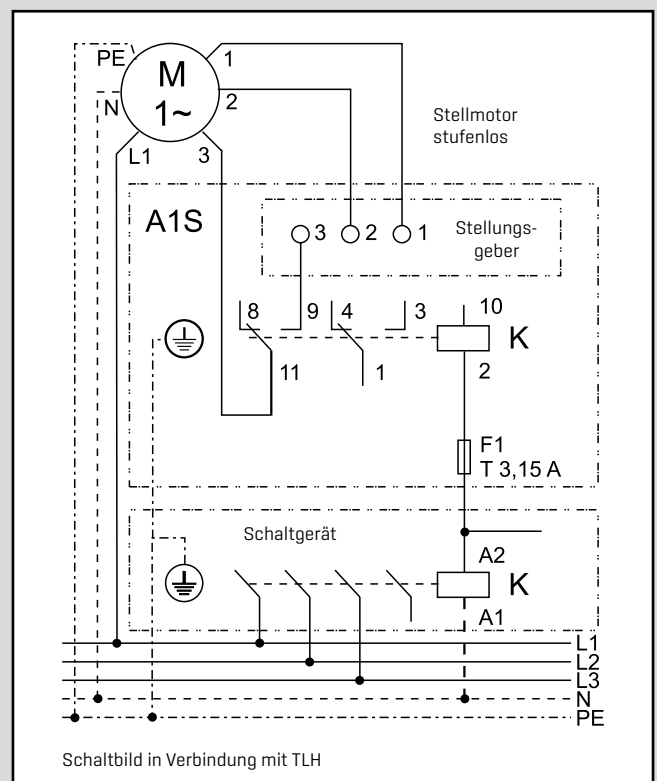 PE
1
M
1~
N
2
L1
3
Stellmotor
stufenlos
A1S
3
2
1
Stellungs-
geber
8
9
4
3
10
K
11
1
2
F1
T 3,15 A
Schaltgerät
A2
K
A1
L1
L2
L3
N
PE
Schaltbild in Verbindung mit TLH